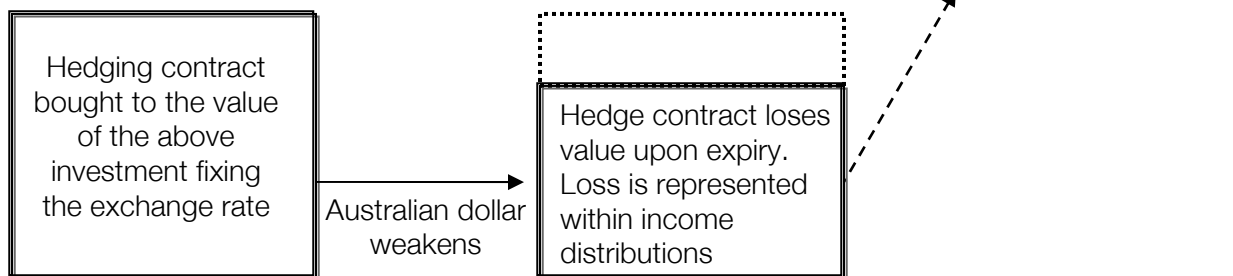 Hedging contract
bought to the value
of the above
investment fixing
the exchange rate
Australian dollar
weakens
Hedge contract loses
value upon expiry.
Loss is represented
within income
distributions